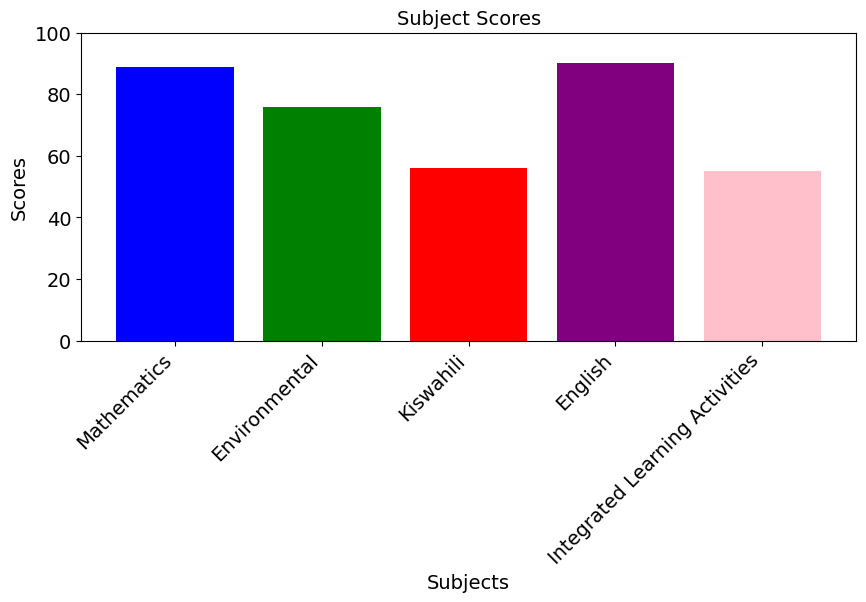 Subject Scores
Scores
100
80
60
40
20
0
Mathematics
Environmental
Kiswahili
English
Integrated Learning Activities
Subjects